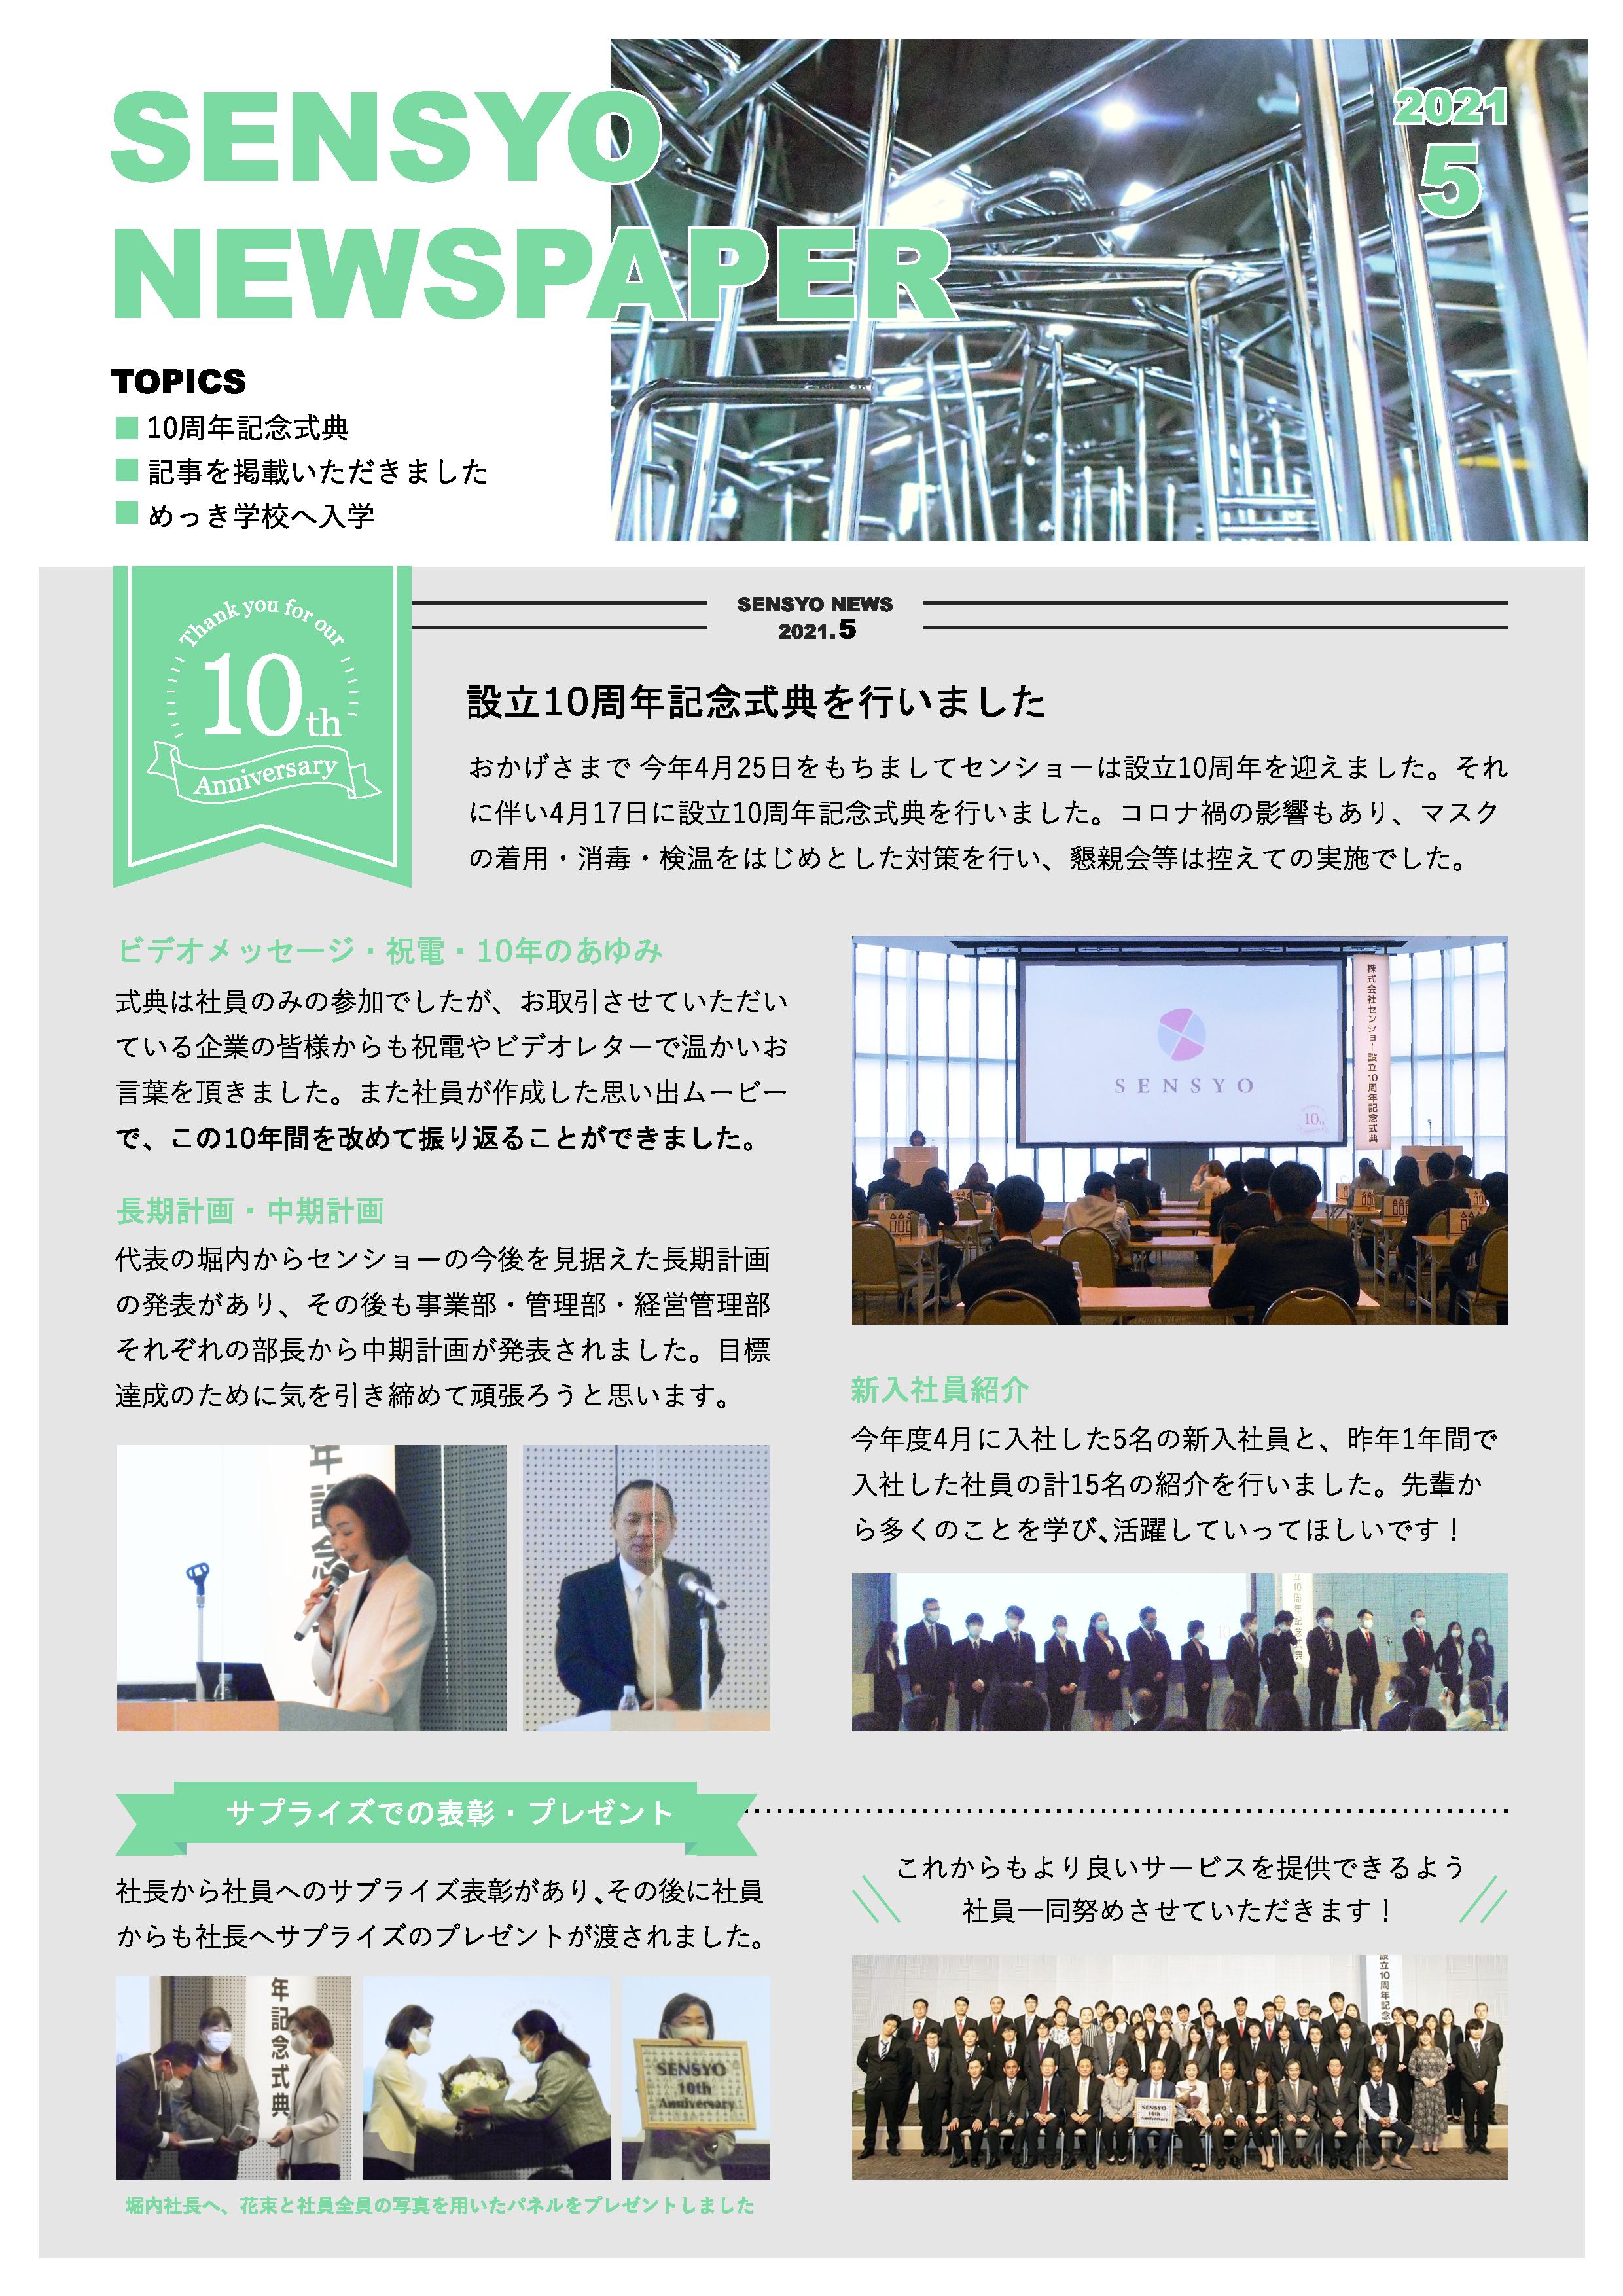 SENSYO
NEWSPAPER
2021
5
TOPICS
10周年記念式典
記事を掲載いただきました
めっき学校へ入学
Thank you for our
10th
Anniversary
SENSYO NEWS
2021.5
設立10周年記念式典を行いました
おかげさまで 今年4月25日をもちましてセンショーは設立10周年を迎えました。それ
に伴い4月17日に設立10周年記念式典を行いました。コロナ禍の影響もあり、マスク
の着用・消毒・検温をはじめとした対策を行い、懇親会等は控えての実施でした。
ビデオメッセージ・祝電・10年のあゆみ
式典は社員のみの参加でしたが、お取引させていただい
ている企業の皆様からも祝電やビデオレターで温かいお
言葉を頂きました。また社員が作成した思い出ムービー
で、この10年間を改めて振り返ることができました。
長期計画・中期計画
代表の堀内からセンショーの今後を見据えた長期計画
の発表があり、その後も事業部・管理部・経営管理部
それぞれの部長から中期計画が発表されました。目標
達成のために気を引き締めて頑張ろうと思います。
年記念
SENSYO
10th
株式会社センショー設立10周年記念式典
新入社員紹介
今年度4月に入社した5名の新入社員と、昨年1年間で
入社した社員の計15名の紹介を行いました。先輩か
ら多くのことを学び、活躍していってほしいです！
立10周年記念式典
サプライズでの表彰・プレゼント
社長から社員へのサプライズ表彰があり、その後に社員
からも社長へサプライズのプレゼントが渡されました。
年記念式典
SENSYO
10th
Anniversary
堀内社長へ、花束と社員全員の写真を用いたパネルをプレゼントしました
これからもより良いサービスを提供できるよう
社員一同努めさせていただきます！
設立10周年記念
SENSYO
10th
Anniversary